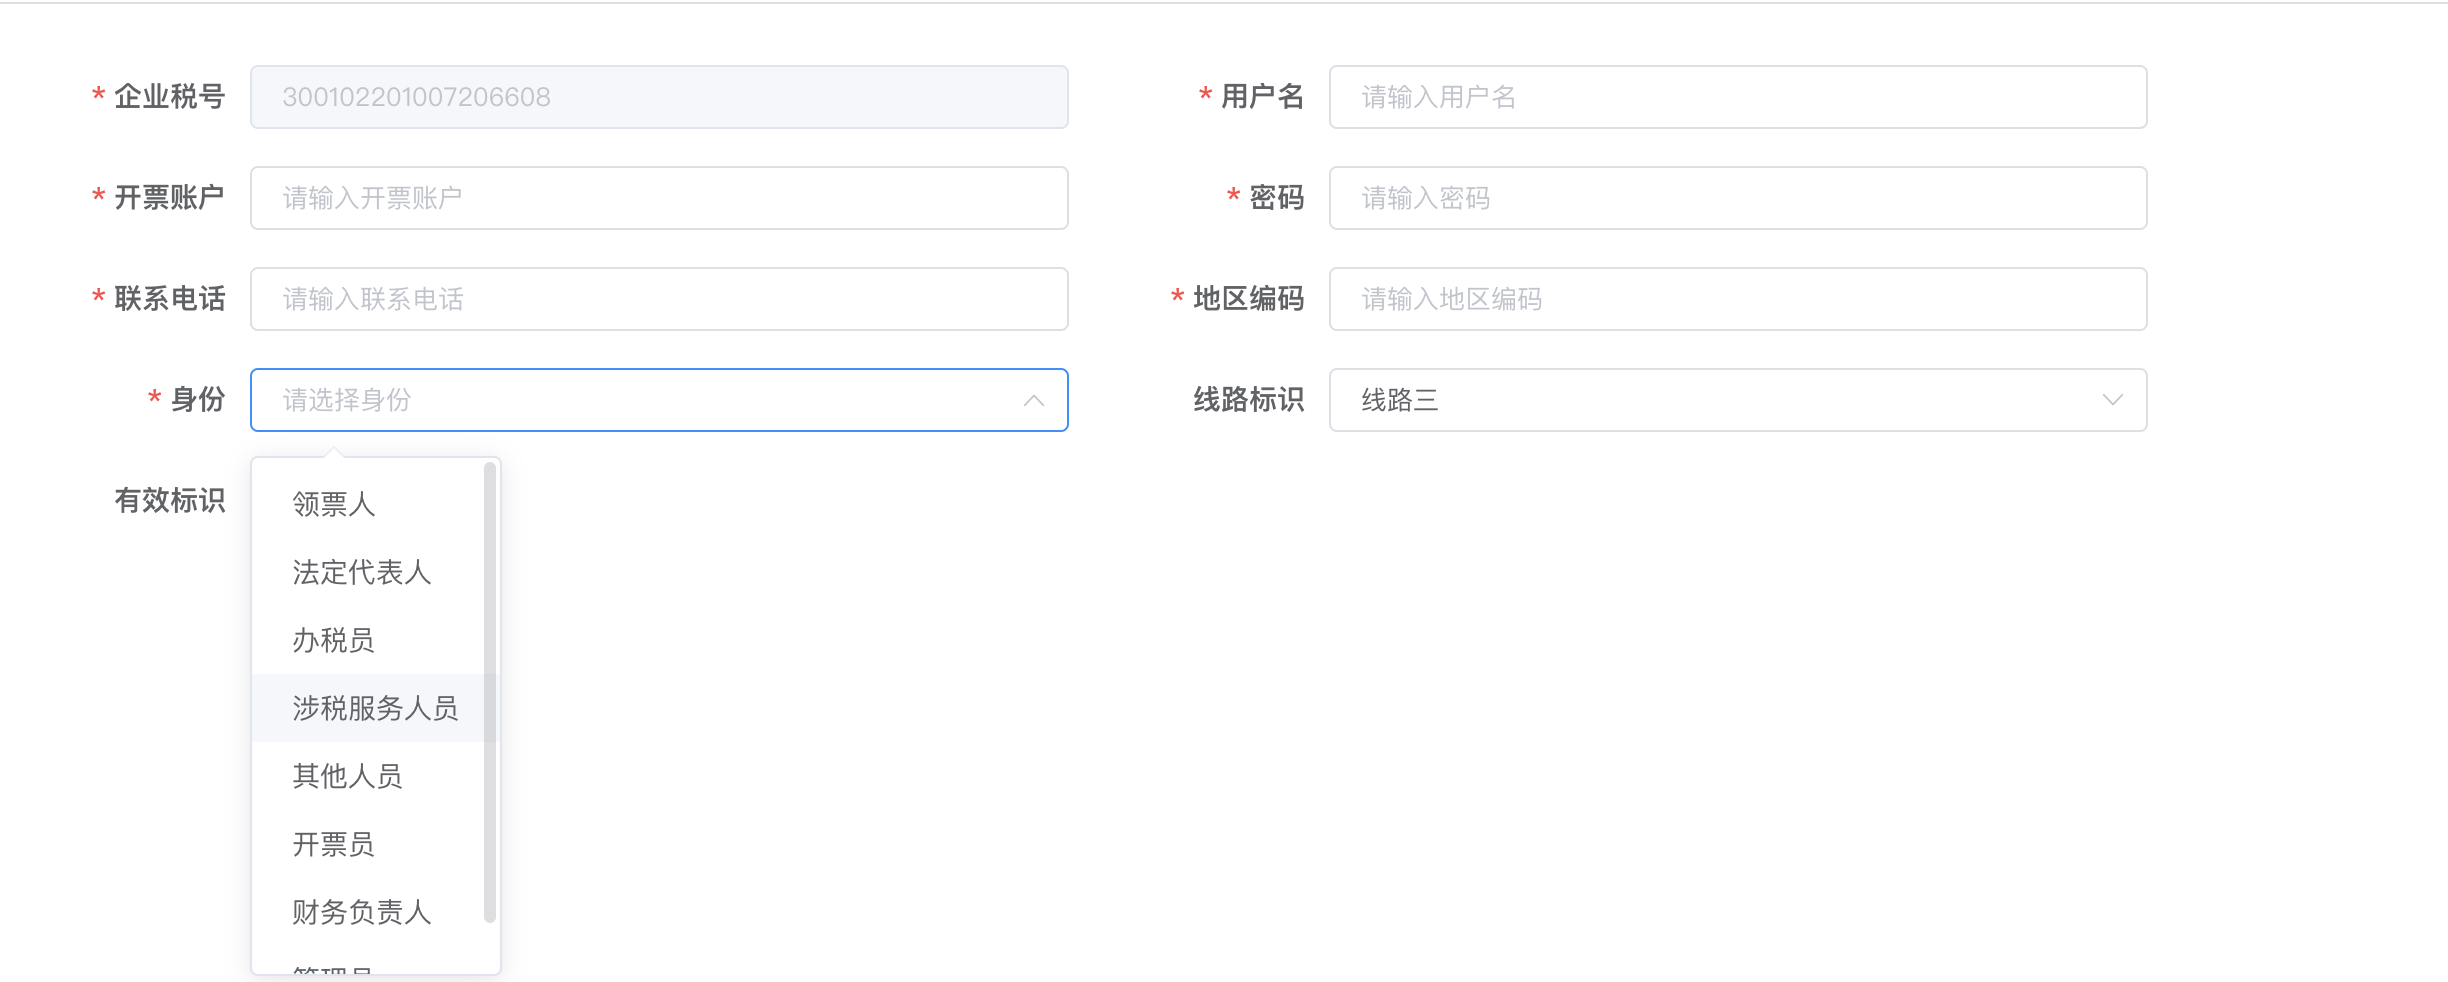 * 企业税号 300102201007206608
* 用户名 请输入用户名
* 开票账户 请输入开票账户
* 密码 请输入密码
* 联系电话 请输入联系电话
* 地区编码 请输入地区编码
* 身份 请选择身份
线路标识 线路三
有效标识
领票人
法定代表人
办税员
涉税服务人员
其他人员
开票员
财务负责人